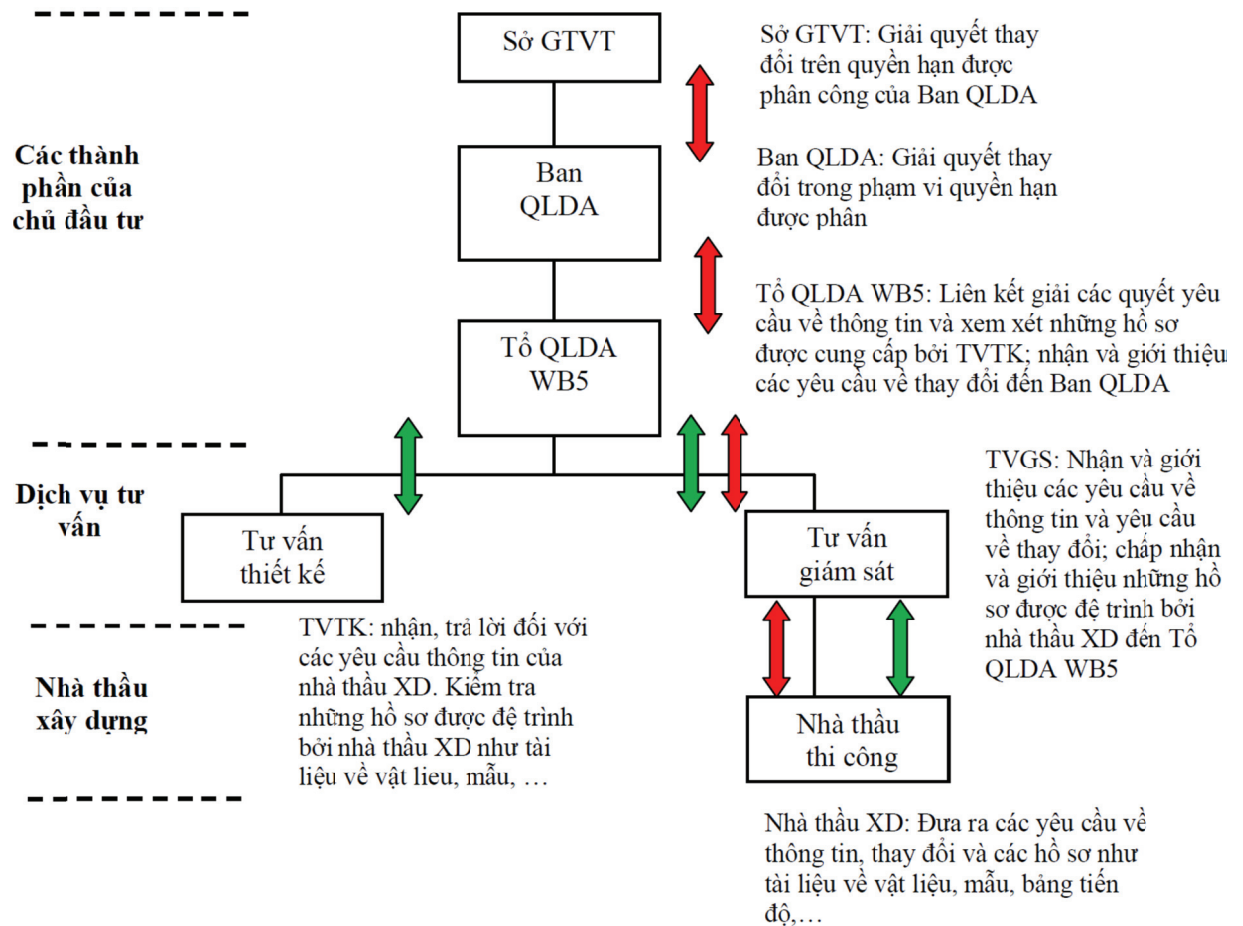 Sở GTVT
Sở GTVT: Giải quyết thay
đổi trên quyền hạn được
phân công của Ban QLDA
Các thành
phần của
chủ đầu tư
Ban
QLDA
Ban QLDA: Giải quyết thay
đổi trong phạm vi quyền hạn
được phân
Tổ QLDA
WB5
Tổ QLDA WB5: Liên kết giải các quyết yêu
cầu về thông tin và xem xét những hồ sơ
được cung cấp bởi TVTK; nhận và giới thiệu
các yêu cầu về thay đổi đến Ban QLDA
Dịch vụ tư
vấn
Tư vấn
thiết kế
Tư vấn
giám sát
TVGS: Nhận và giới
thiệu các yêu cầu về
thông tin và yêu cầu
về thay đổi; chấp nhận
và giới thiệu những hồ
sơ được đệ trình bởi
nhà thầu XD đến Tổ
QLDA WB5
TVTK: nhận, trả lời đối với
các yêu cầu thông tin của
nhà thầu XD. Kiểm tra
những hồ sơ được đệ trình
bởi nhà thầu XD như tài
liệu về vật lieu, mẫu, …
Nhà thầu
xây dựng
Nhà thầu
thi công
Nhà thầu XD: Đưa ra các yêu cầu về
thông tin, thay đổi và các hồ sơ như
tài liệu về vật liệu, mẫu, bảng tiến
độ,…